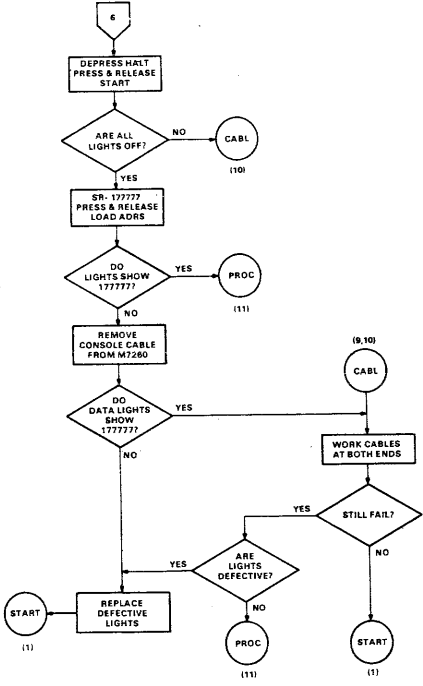 6
DEPRESS HALT
PRESS & RELEASE
START
ARE ALL
LIGHTS OFF?
NO
CABL
(10)
YES
SR- 177777
PRESS & RELEASE
LOAD ADRS
DO
LIGHTS SHOW
177777?
YES
PROC
(11)
NO
REMOVE
CONSOLE CABLE
FROM M7260
(9,10)
CABL
DO
DATA LIGHTS
SHOW
177777?
YES
NO
WORK CABLES
AT BOTH ENDS
STILL FAIL?
YES
NO
ARE
LIGHTS
DEFECTIVE?
YES
NO
REPLACE
DEFECTIVE
LIGHTS
START
(1)
PROC
(11)
START
(1)